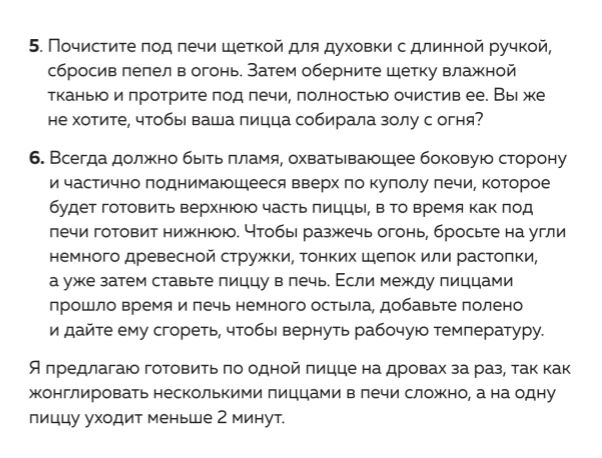 5. Почистите под печи щеткой для духовки с длинной ручкой,
сбросив пепел в огонь. Затем оберните щетку влажной
тканью и протрите под печи, полностью очистив ее. Вы же
не хотите, чтобы ваша пицца собирала золу с огня?
6. Всегда должно быть пламя, охватывающее боковую сторону
и частично поднимающееся вверх по куполу печи, которое
будет готовить верхнюю часть пиццы, в то время как под
печи готовит нижнюю. Чтобы разжечь огонь, бросьте на угли
немного древесной стружки, тонких щепок или растопки,
а уже затем ставьте пиццу в печь. Если между пиццами
прошло время и печь немного остыла, добавьте полено
и дайте ему сгореть, чтобы вернуть рабочую температуру.
Я предлагаю готовить по одной пицце на дровах за раз, так как
жонглировать несколькими пиццами в печи сложно, а на одну
пиццу уходит меньше 2 минут.